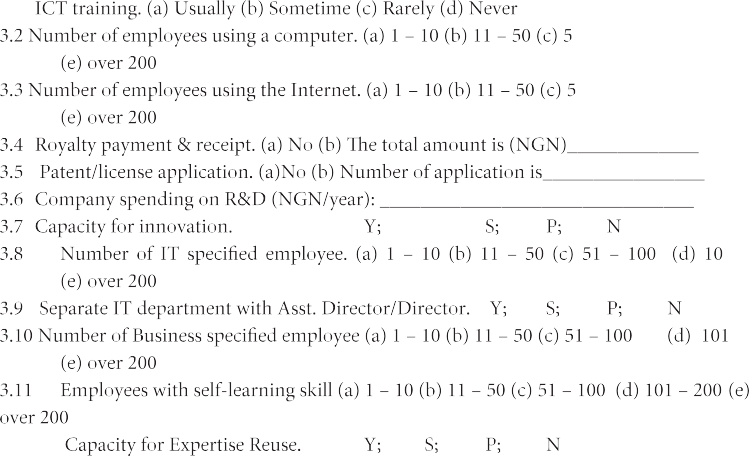 ICT training. (a) Usually (b) Sometime (c) Rarely (d) Never
3.2 Number of employees using a computer. (a) 1 – 10 (b) 11 – 50 (c) 5
(e) over 200
3.3 Number of employees using the Internet. (a) 1 – 10 (b) 11 – 50 (c) 5
(e) over 200
3.4 Royalty payment & receipt. (a) No (b) The total amount is (NGN)______________
3.5 Patent/license application. (a)No (b) Number of application is_________________
3.6 Company spending on R&D (NGN/year): _________________________________
3.7 Capacity for innovation. Y; S; P; N
3.8 Number of IT specified employee. (a) 1 – 10 (b) 11 – 50 (c) 51 – 100 (d) 10
(e) over 200
3.9 Separate IT department with Asst. Director/Director. Y; S; P; N
3.10 Number of Business specified employee (a) 1 – 10 (b) 11 – 50 (c) 51 – 100 (d) 101
(e) over 200
3.11 Employees with self-learning skill (a) 1 – 10 (b) 11 – 50 (c) 51 – 100 (d) 101 – 200 (e)
over 200
Capacity for Expertise Reuse. Y; S; P; N